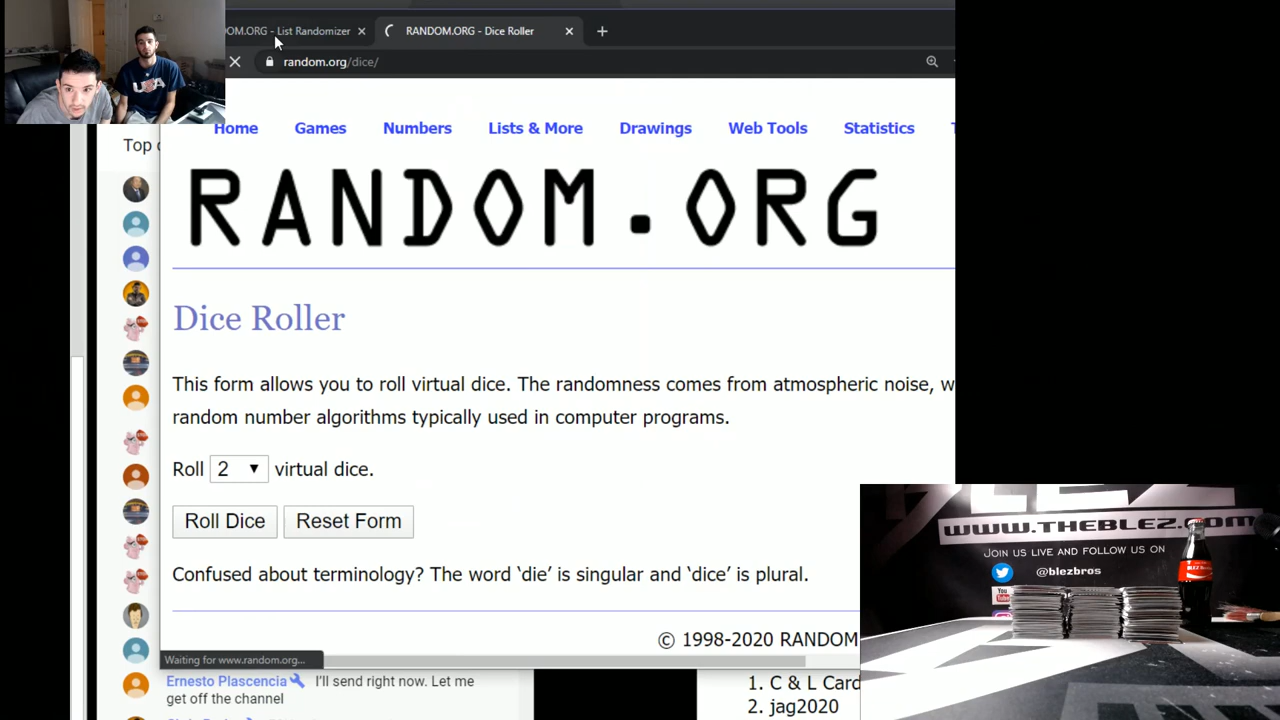 OM.ORG - List Randomizer
RANDOM.ORG - Dice Roller
random.org/dice/
Home Games Numbers Lists & More Drawings Web Tools Statistics
RANDOM.ORG
Top
Dice Roller
This form allows you to roll virtual dice. The randomness comes from atmospheric noise, w
random number algorithms typically used in computer programs.
Roll 2 virtual dice.
Roll Dice Reset Form
Confused about terminology? The word ‘die’ is singular and ‘dice’ is plural.
© 1998-2020 RANDOM
Waiting for www.random.org...
Ernesto Plascencia I'll send right now. Let me
get off the channel
1. C & L Card
2. jag2020
USA
BLEZ
WWW.THEBLEZ.COM
JOIN US LIVE AND FOLLOW US ON
@blezbros
You